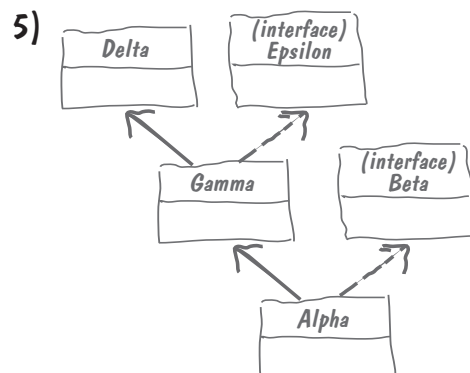 5)
Delta
(interface)
Epsilon
Gamma
(interface)
Beta
Alpha